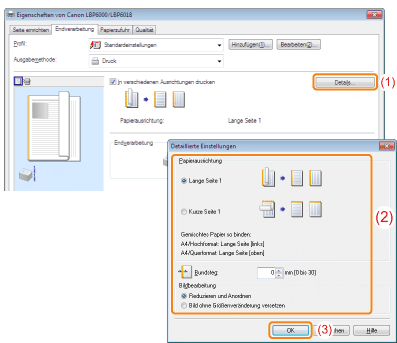 Eigenschaften von Canon LBP6000/LBP6018
Seite einrichten Endverarbeitung Papierzufuhr Qualität
Profil: Standardeinstellungen Hinzufügen(1)... Bearbeiten(2)...
Ausgabemethode: Druck
In verschiedenen Ausrichtungen drucken Details... (1)
Papierausrichtung: Lange Seite 1
Endverarbeitung
Detaillierte Einstellungen
Papierausrichtung
Lange Seite 1
(2)
Kurze Seite 1
Gemischtes Papier so binden:
A4/Hochformat: Lange Seite [links]
A4/Querformat: Lange Seite [oben]
Bundsteg: 0 mm [0 bis 30]
Bildbearbeitung
Reduzieren und Anordnen
Bild ohne Größenveränderung versetzen
OK (3) hen Hilfe